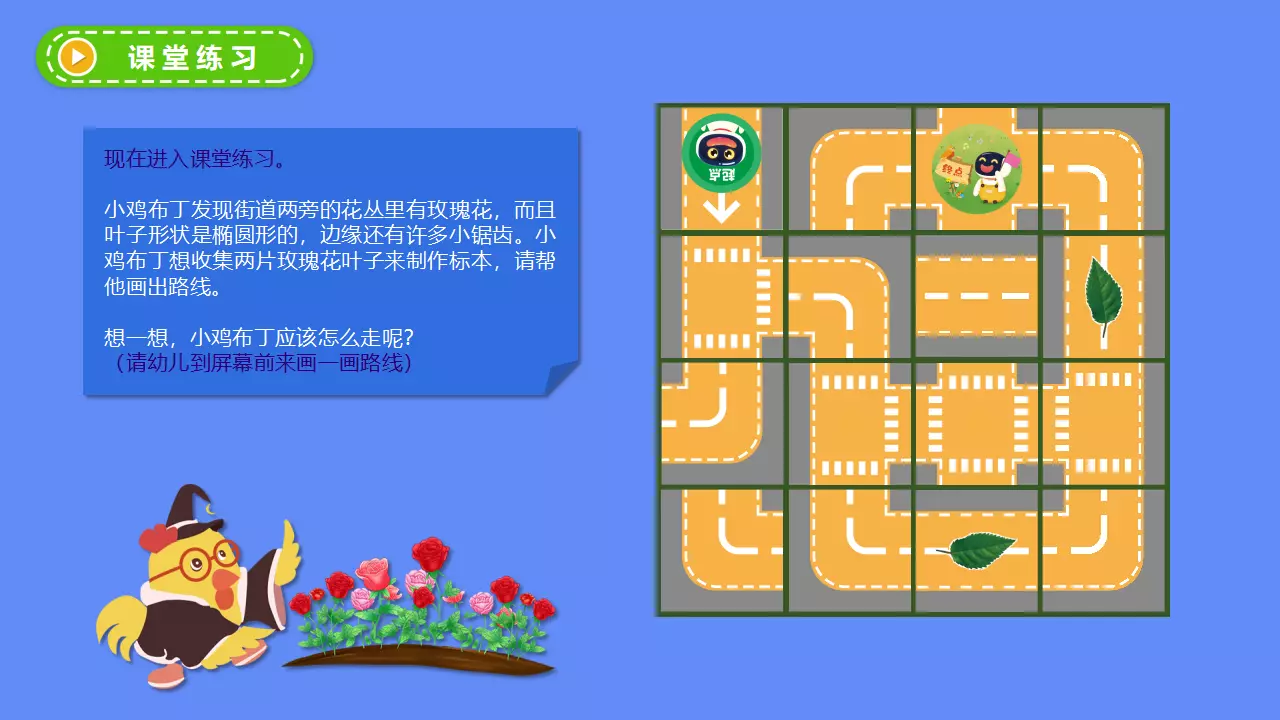 课堂练习
现在进入课堂练习。
小鸡布丁发现街道两旁的花丛里有玫瑰花，而且
叶子形状是椭圆形的，边缘还有许多小锯齿。小
鸡布丁想收集两片玫瑰花叶子来制作标本，请帮
他画出路线。
想一想，小鸡布丁应该怎么走呢？
（请幼儿到屏幕前来画一画路线）
起点
终点